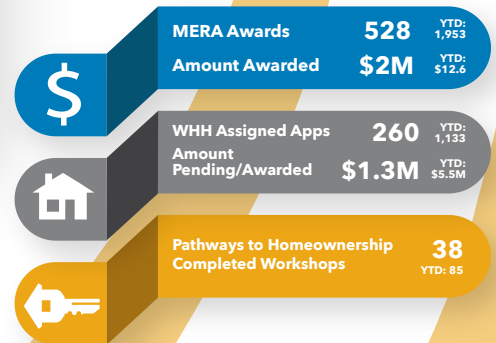 MERA Awards 528 YTD: 1,953
Amount Awarded $2M YTD: $12.6
WHH Assigned Apps 260 YTD: 1,133
Amount
Pending/Awarded $1.3M YTD: $5.5M
Pathways to Homeownership 38
Completed Workshops YTD: 85